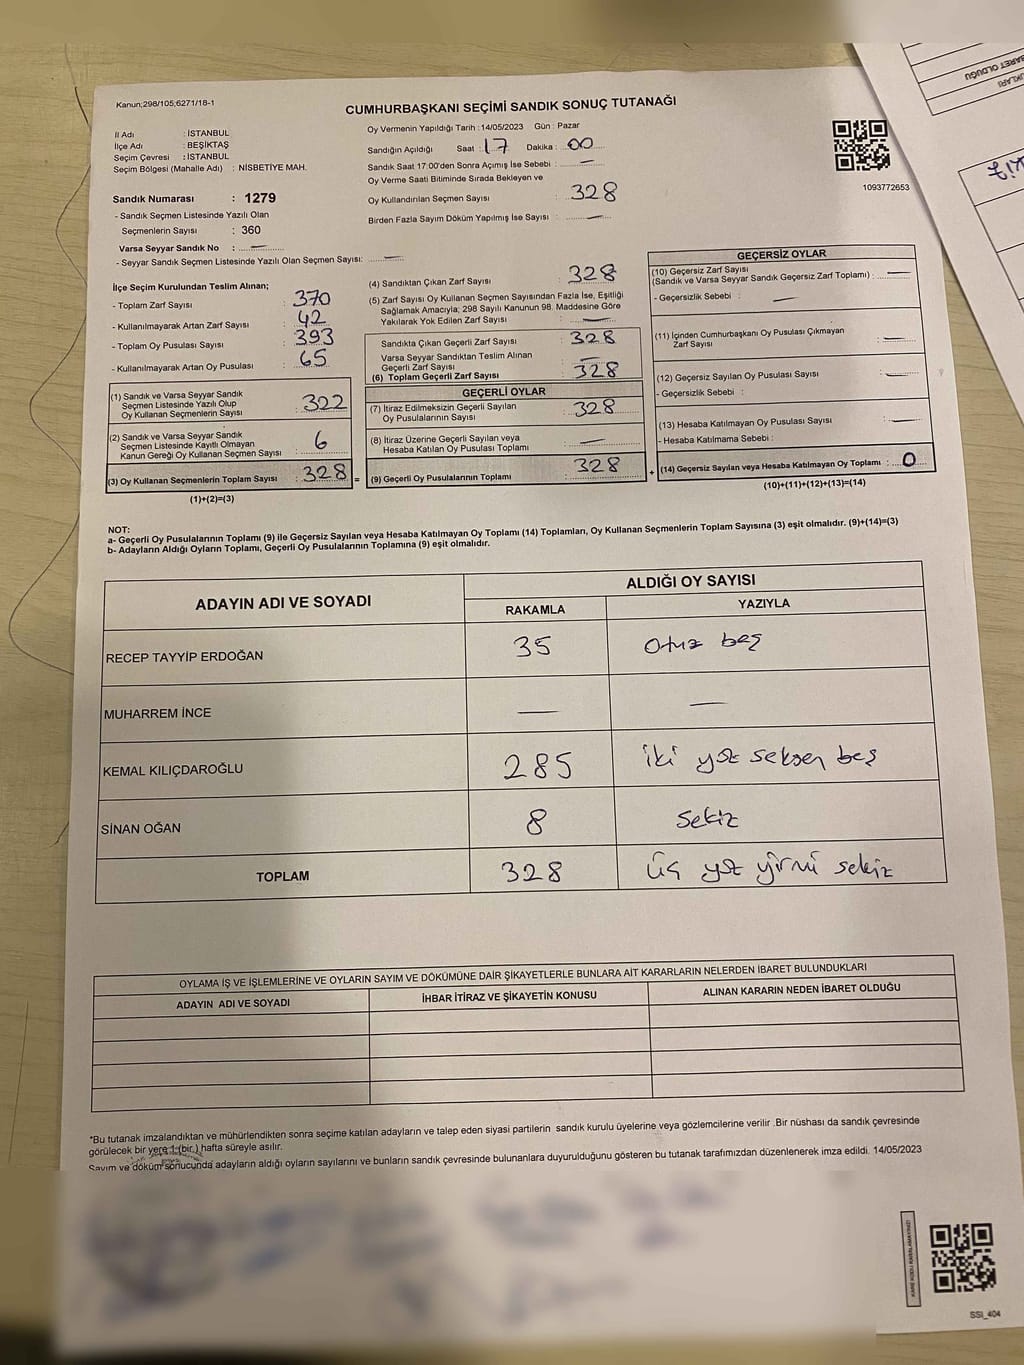 Kanun;298/105;6271/18-1
CUMHURBAŞKANI SEÇİMİ SANDIK SONUÇ TUTANAĞI
İl Adı : İSTANBUL
İlçe Adı : BEŞİKTAŞ
Seçim Çevresi : İSTANBUL
Seçim Bölgesi (Mahalle Adı) : NİSBETİYE MAH.
Sandık Numarası : 1279
- Sandık Seçmen Listesinde Yazılı Olan
Seçmenlerin Sayısı : 360
Varsa Seyyar Sandık No : —
- Seyyar Sandık Seçmen Listesinde Yazılı Olan Seçmen Sayısı: —
Oy Vermenin Yapıldığı Tarih :14/05/2023 Gün : Pazar
Sandığın Açıldığı Saat : 17 Dakika : 00
Sandık Saat 17:00'den Sonra Açımış İse Sebebi : —
Oy Verme Saati Bitiminde Sırada Bekleyen ve
Oy Kullandırılan Seçmen Sayısı : 328
Birden Fazla Sayım Döküm Yapılmış İse Sayısı : —
1093772653
İlçe Seçim Kurulundan Teslim Alınan;
- Toplam Zarf Sayısı : 370
- Kullanılmayarak Artan Zarf Sayısı : 42
- Toplam Oy Pusulası Sayısı : 393
- Kullanılmayarak Artan Oy Pusulası : 65
(1) Sandık ve Varsa Seyyar Sandık
Seçmen Listesinde Yazılı Olup
Oy Kullanan Seçmenlerin Sayısı : 322
(2) Sandık ve Varsa Seyyar Sandık
Seçmen Listesinde Kayıtlı Olmayan
Kanun Gereği Oy Kullanan Seçmen Sayısı : 6
(3) Oy Kullanan Seçmenlerin Toplam Sayısı : 328 =
(1)+(2)=(3)
(4) Sandıktan Çıkan Zarf Sayısı : 328
(5) Zarf Sayısı Oy Kullanan Seçmen Sayısından Fazla İse, Eşitliği
Sağlamak Amacıyla; 298 Sayılı Kanunun 98. Maddesine Göre
Yakılarak Yok Edilen Zarf Sayısı : —
Sandıkta Çıkan Geçerli Zarf Sayısı : 328
Varsa Seyyar Sandıktan Teslim Alınan
Geçerli Zarf Sayısı : —
(6) Toplam Geçerli Zarf Sayısı : 328
GEÇERLİ OYLAR
(7) İtiraz Edilmeksizin Geçerli Sayılan
Oy Pusulalarının Sayısı : 328
(8) İtiraz Üzerine Geçerli Sayılan veya
Hesaba Katılan Oy Pusulası Toplamı : —
(9) Geçerli Oy Pusulalarının Toplamı : 328 +
GEÇERSİZ OYLAR
(10) Geçersiz Zarf Sayısı
(Sandık ve Varsa Seyyar Sandık Geçersiz Zarf Toplamı) : —
- Geçersizlik Sebebi : —
(11) İçinden Cumhurbaşkanı Oy Pusulası Çıkmayan
Zarf Sayısı : —
(12) Geçersiz Sayılan Oy Pusulası Sayısı : —
- Geçersizlik Sebebi :
(13) Hesaba Katılmayan Oy Pusulası Sayısı : —
- Hesaba Katılmama Sebebi :
(14) Geçersiz Sayılan veya Hesaba Katılmayan Oy Toplamı : 0
(10)+(11)+(12)+(13)=(14)
NOT:
a- Geçerli Oy Pusulalarının Toplamı (9) ile Geçersiz Sayılan veya Hesaba Katılmayan Oy Toplamı (14) Toplamları, Oy Kullanan Seçmenlerin Toplam Sayısına (3) eşit olmalıdır. (9)+(14)=(3)
b- Adayların Aldığı Oyların Toplamı, Geçerli Oy Pusulalarının Toplamına (9) eşit olmalıdır.
ADAYIN ADI VE SOYADI ALDIĞI OY SAYISI
RAKAMLA YAZIYLA
RECEP TAYYİP ERDOĞAN 35 Otuz beş
MUHARREM İNCE — —
KEMAL KILIÇDAROĞLU 285 iki yüz seksen beş
SİNAN OĞAN 8 sekiz
TOPLAM 328 üç yüz yirmi sekiz
OYLAMA İŞ VE İŞLEMLERİNE VE OYLARIN SAYIM VE DÖKÜMÜNE DAİR ŞİKAYETLERLE BUNLARA AİT KARARLARIN NELERDEN İBARET BULUNDUKLARI
ADAYIN ADI VE SOYADI İHBAR İTİRAZ VE ŞİKAYETİN KONUSU ALINAN KARARIN NEDEN İBARET OLDUĞU
*Bu tutanak imzalandıktan ve mühürlendikten sonra seçime katılan adayların ve talep eden siyasi partilerin sandık kurulu üyelerine veya gözlemcilerine verilir .Bir nüshası da sandık çevresinde
görülecek bir yere 1 (bir.) hafta süreyle asılır.
Sayım ve döküm sonucunda adayların aldığı oyların sayılarını ve bunların sandık çevresinde bulunanlara duyurulduğunu gösteren bu tutanak tarafımızdan düzenlenerek imza edildi. 14/05/2023
SSI_404